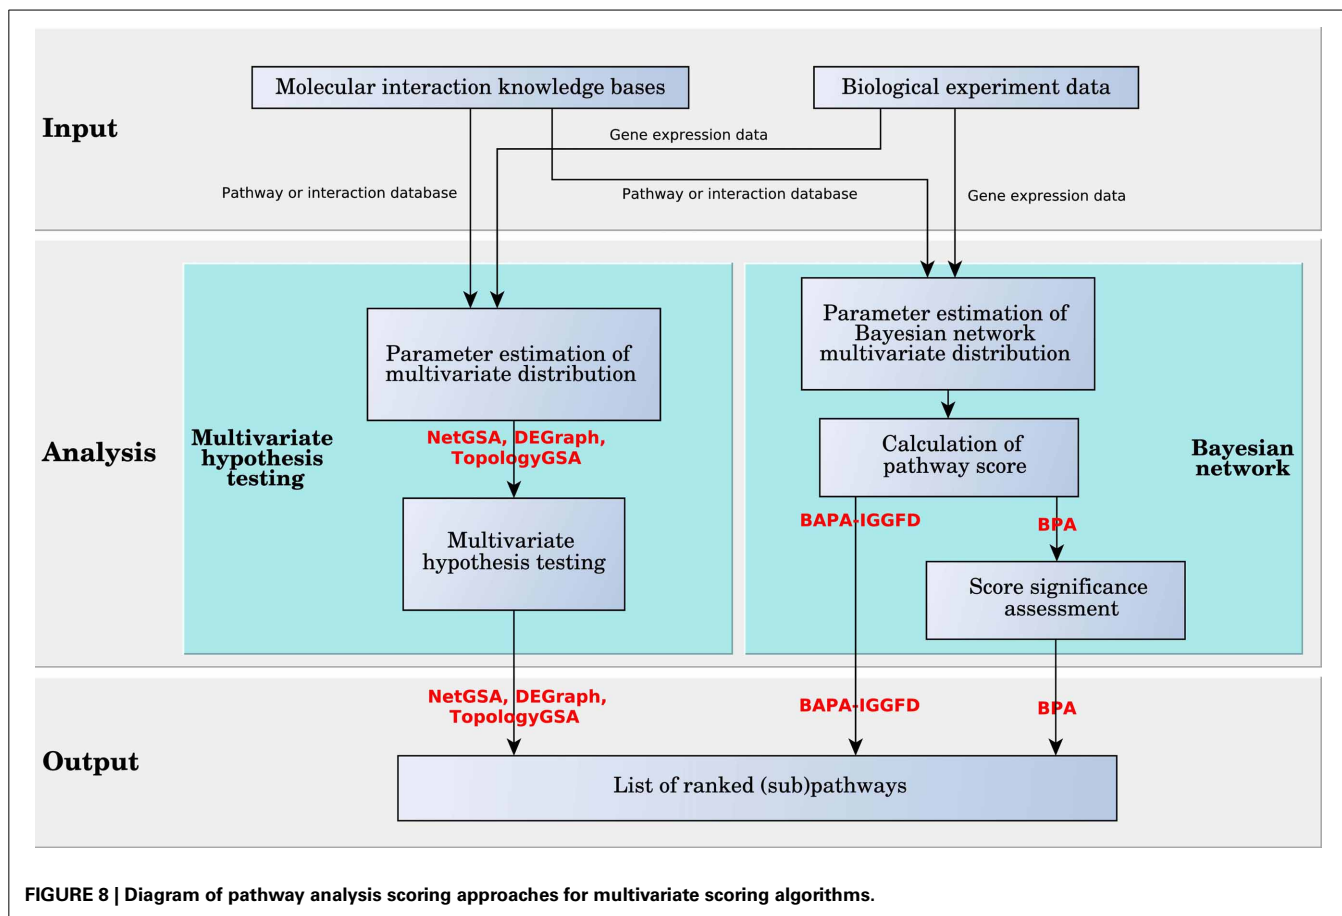 Molecular interaction knowledge bases
Biological experiment data
Input
Gene expression data
Pathway or interaction database
Pathway or interaction database
Gene expression data
Analysis
Multivariate
hypothesis
testing
Parameter estimation of
multivariate distribution
NetGSA, DEGraph,
TopologyGSA
Multivariate
hypothesis testing
Parameter estimation of
Bayesian network
multivariate distribution
Calculation of
pathway score
Bayesian
network
BAPA-IGGFD
BPA
Score significance
assessment
Output
NetGSA, DEGraph,
TopologyGSA
BAPA-IGGFD
BPA
List of ranked (sub)pathways
FIGURE 8 | Diagram of pathway analysis scoring approaches for multivariate scoring algorithms.